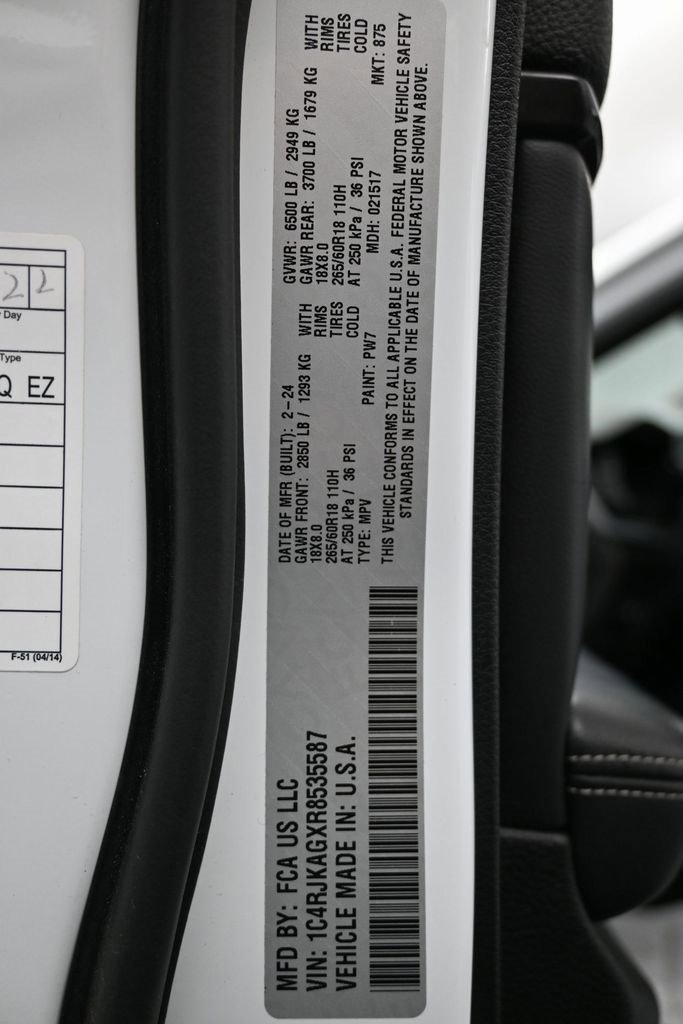 MFD BY: FCA US LLC
VIN: 1C4RJKAGXR8535587
VEHICLE MADE IN: U.S.A.
DATE OF MFR (BUILT): 2-24
GAWR FRONT: 2850 LB / 1293 KG WITH
18X8.0 RIMS
265/60R18 110H TIRES
AT 250 kPa / 36 PSI COLD
TYPE: MPV PAINT: PW7
GVWR: 6500 LB / 2949 KG
GAWR REAR: 3700 LB / 1679 KG WITH
18X8.0 RIMS
265/60R18 110H TIRES
AT 250 kPa / 36 PSI COLD
MDH: 021517 MKT: 875
THIS VEHICLE CONFORMS TO ALL APPLICABLE U.S.A. FEDERAL MOTOR VEHICLE SAFETY
STANDARDS IN EFFECT ON THE DATE OF MANUFACTURE SHOWN ABOVE.
22
Day
Type
Q EZ
F-51 (04/14)